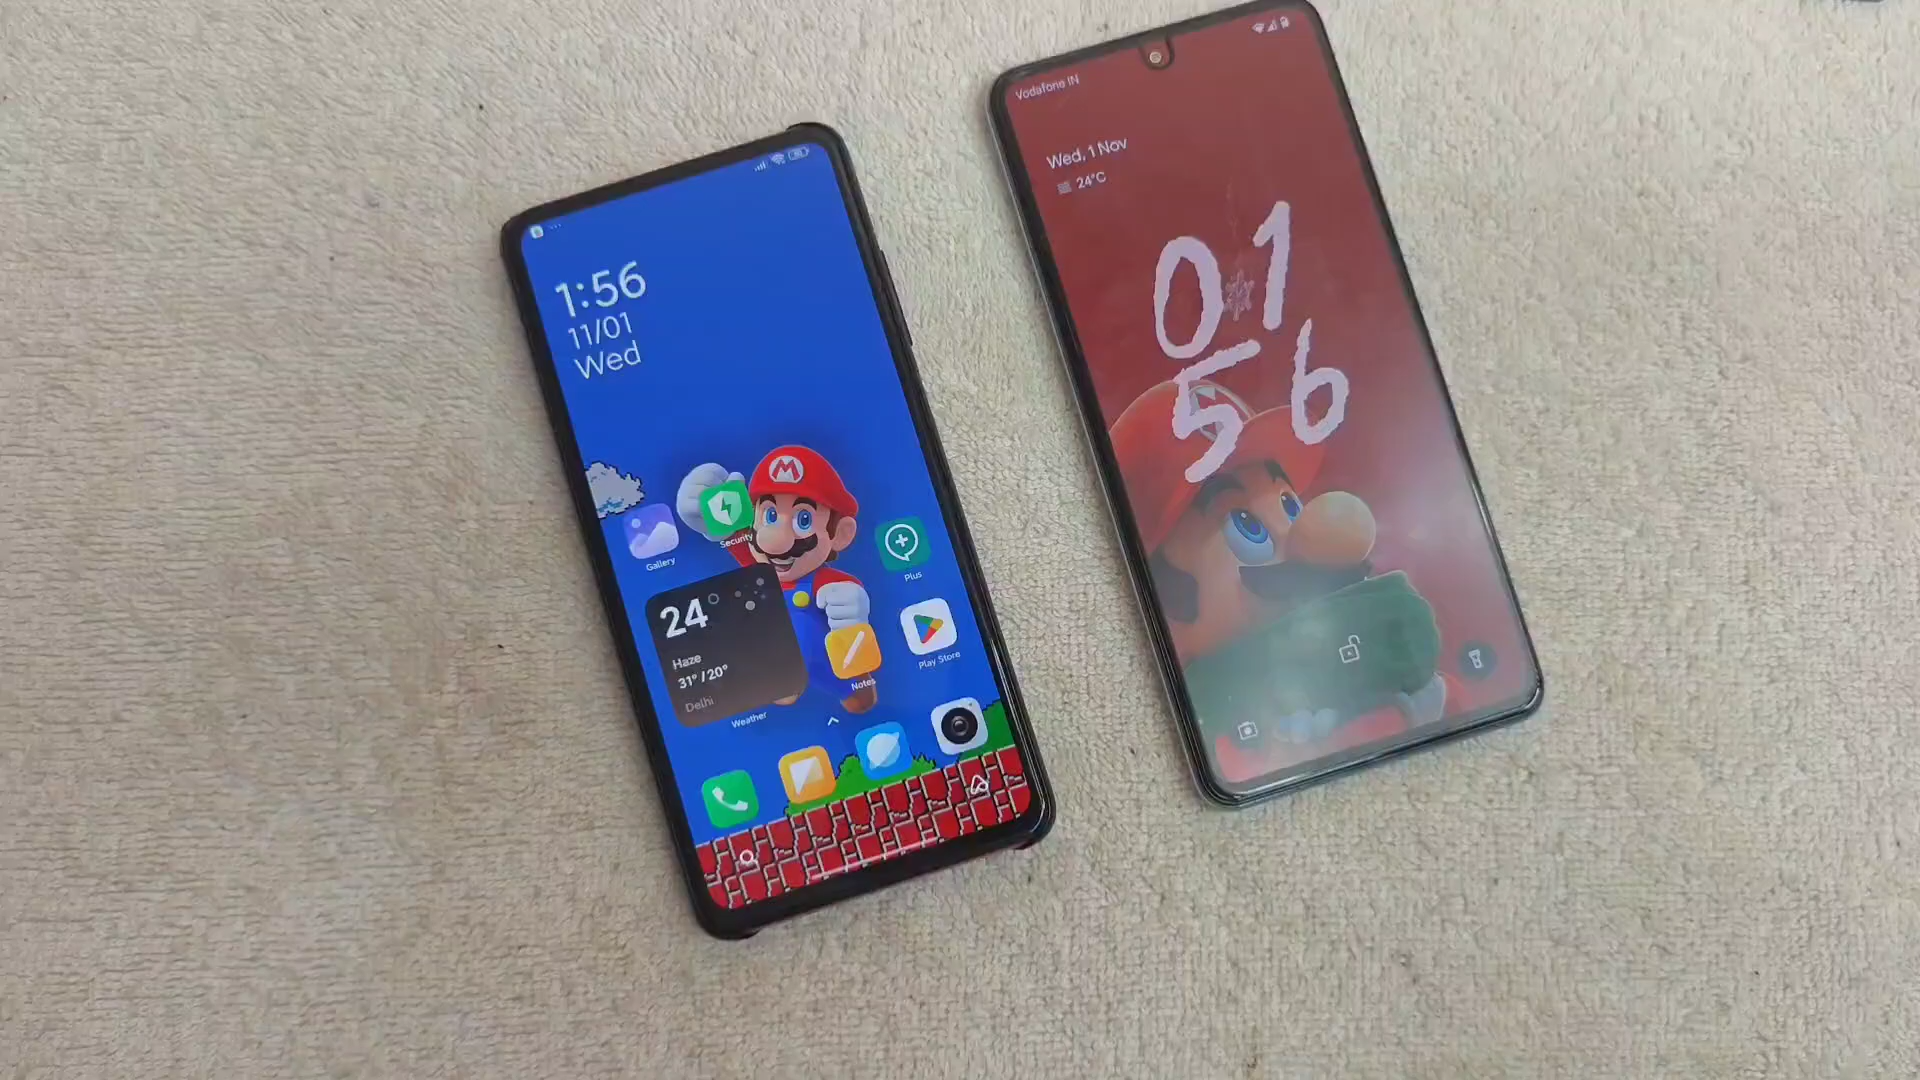 1:56
11/01
Wed
Gallery
Security
M
Plus
24°
Haze
31°/20°
Delhi
Weather
Notes
Play Store
Vodafone IN
Wed, 1 Nov
24°C
01
56